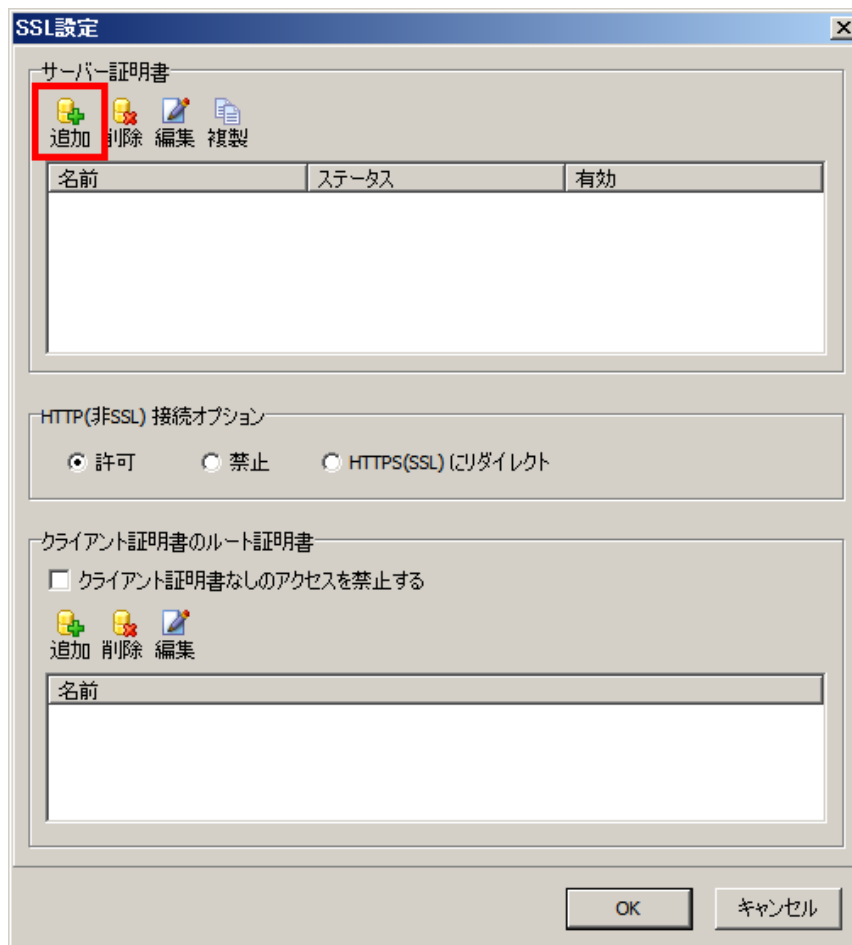 SSL設定
サーバー証明書
追加 削除 編集 複製
名前 ステータス 有効
HTTP(非SSL) 接続オプション
許可 禁止 HTTPS(SSL) にリダイレクト
クライアント証明書のルート証明書
クライアント証明書なしのアクセスを禁止する
追加 削除 編集
名前
OK キャンセル